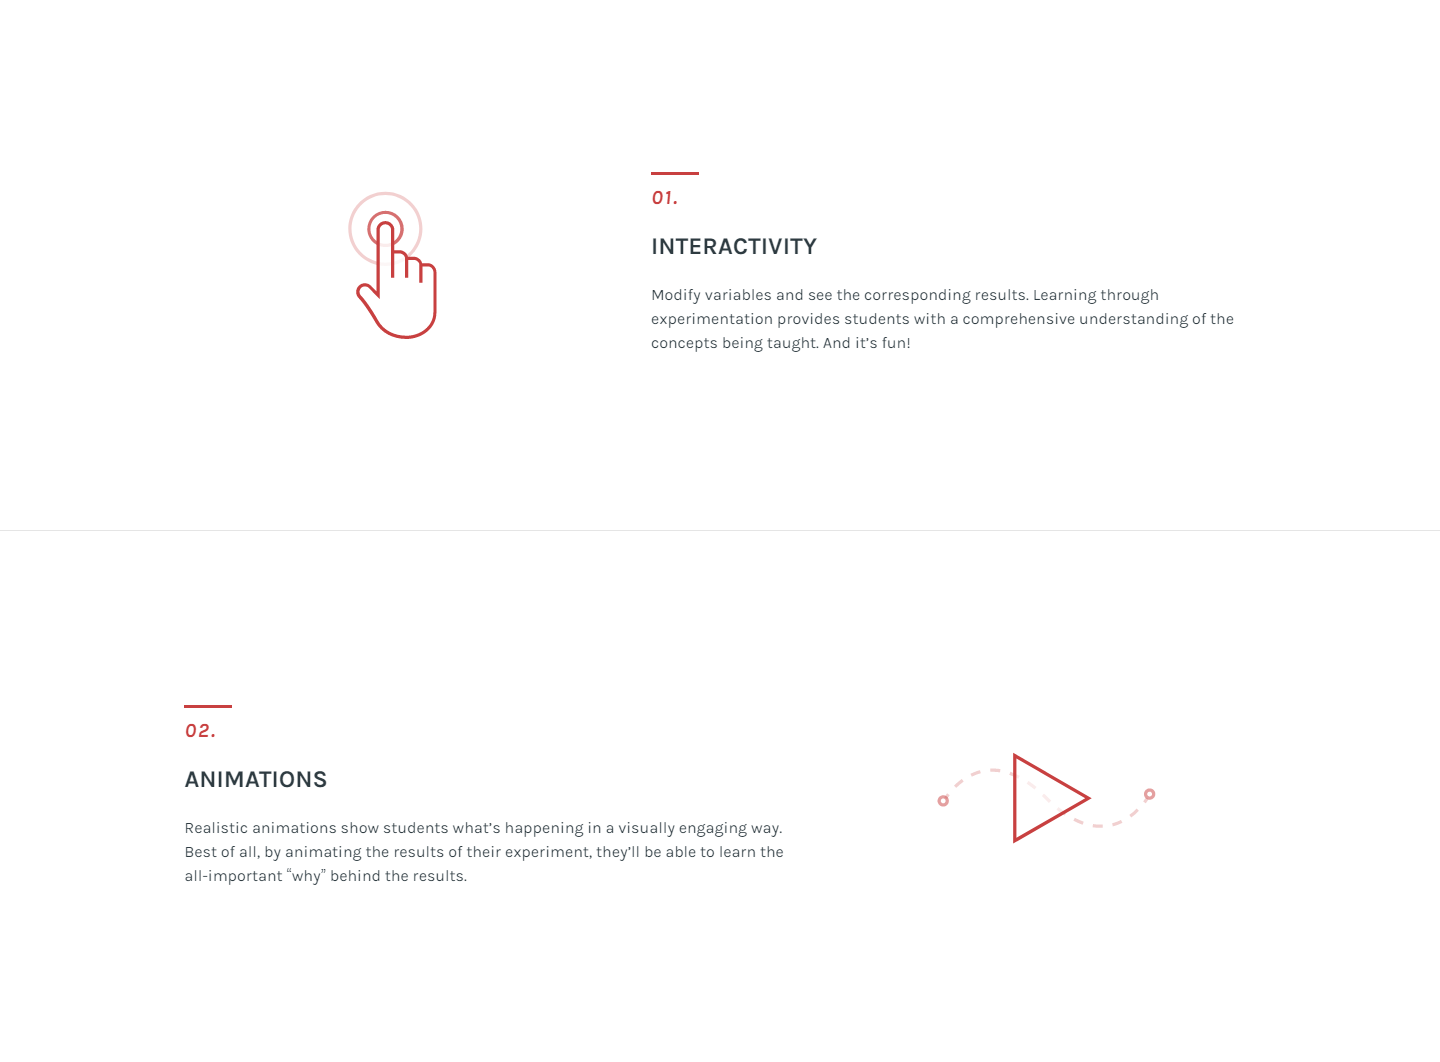 01.
INTERACTIVITY
Modify variables and see the corresponding results. Learning through
experimentation provides students with a comprehensive understanding of the
concepts being taught. And it’s fun!
02.
ANIMATIONS
Realistic animations show students what’s happening in a visually engaging way.
Best of all, by animating the results of their experiment, they’ll be able to learn the
all-important “why” behind the results.